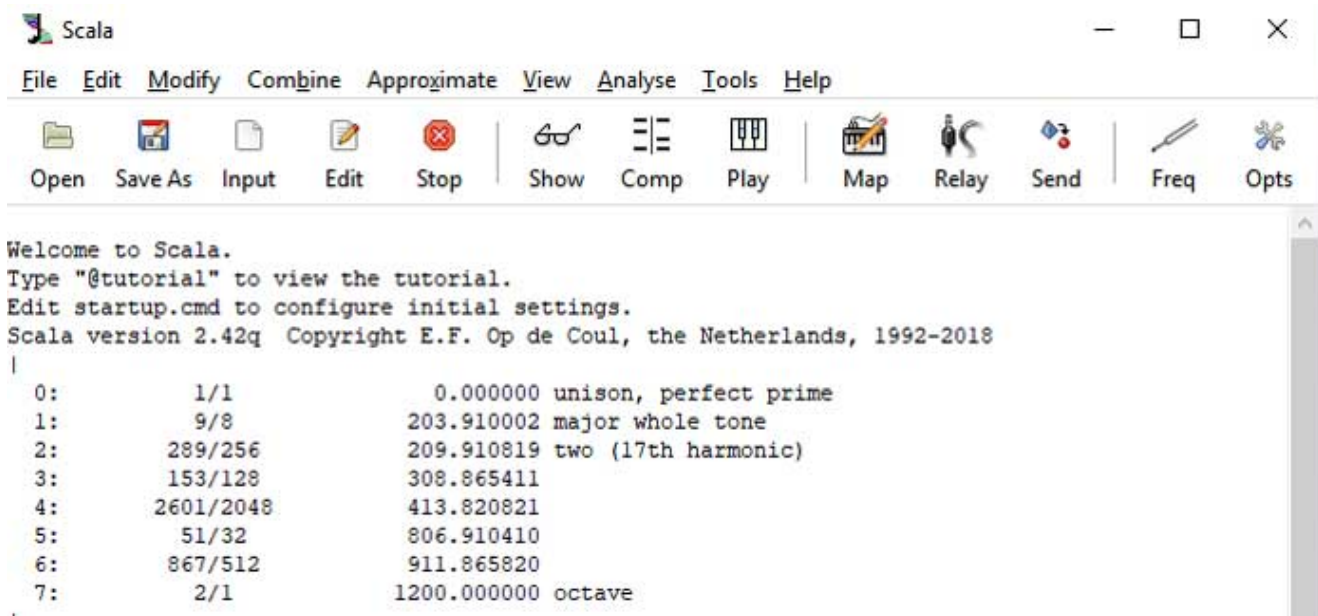 Scala
File Edit Modify Combine Approximate View Analyse Tools Help
Open Save As Input Edit Stop Show Comp Play Map Relay Send Freq Opts
Welcome to Scala.
Type "@tutorial" to view the tutorial.
Edit startup.cmd to configure initial settings.
Scala version 2.42q  Copyright E.F. Op de Coul, the Netherlands, 1992-2018
|
0: 1/1 0.000000 unison, perfect prime
1: 9/8 203.910002 major whole tone
2: 289/256 209.910819 two (17th harmonic)
3: 153/128 308.865411
4: 2601/2048 413.820821
5: 51/32 806.910410
6: 867/512 911.865820
7: 2/1 1200.000000 octave